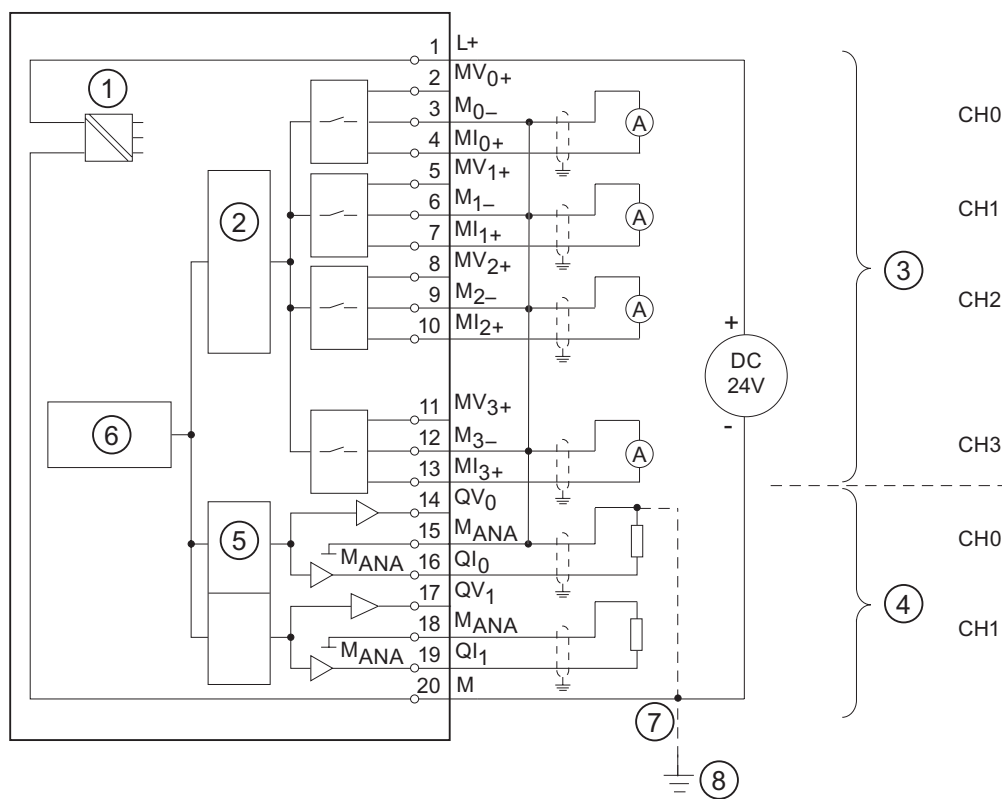 1 L+
2 MV0+
① 
3 M0–
CH0
A
4 MI0+
5 MV1+
6 M1–
CH1
②
A
7 MI1+
8 MV2+
③
9 M2–
CH2
A
10 MI2+
+
DC
24V
-
11 MV3+
⑥
12 M3–
CH3
A
13 MI3+
14 QV0
15 MANA
CH0
⑤
MANA
16 QI0
17 QV1
④
18 MANA
CH1
MANA
19 QI1
20 M
⑦
⑧